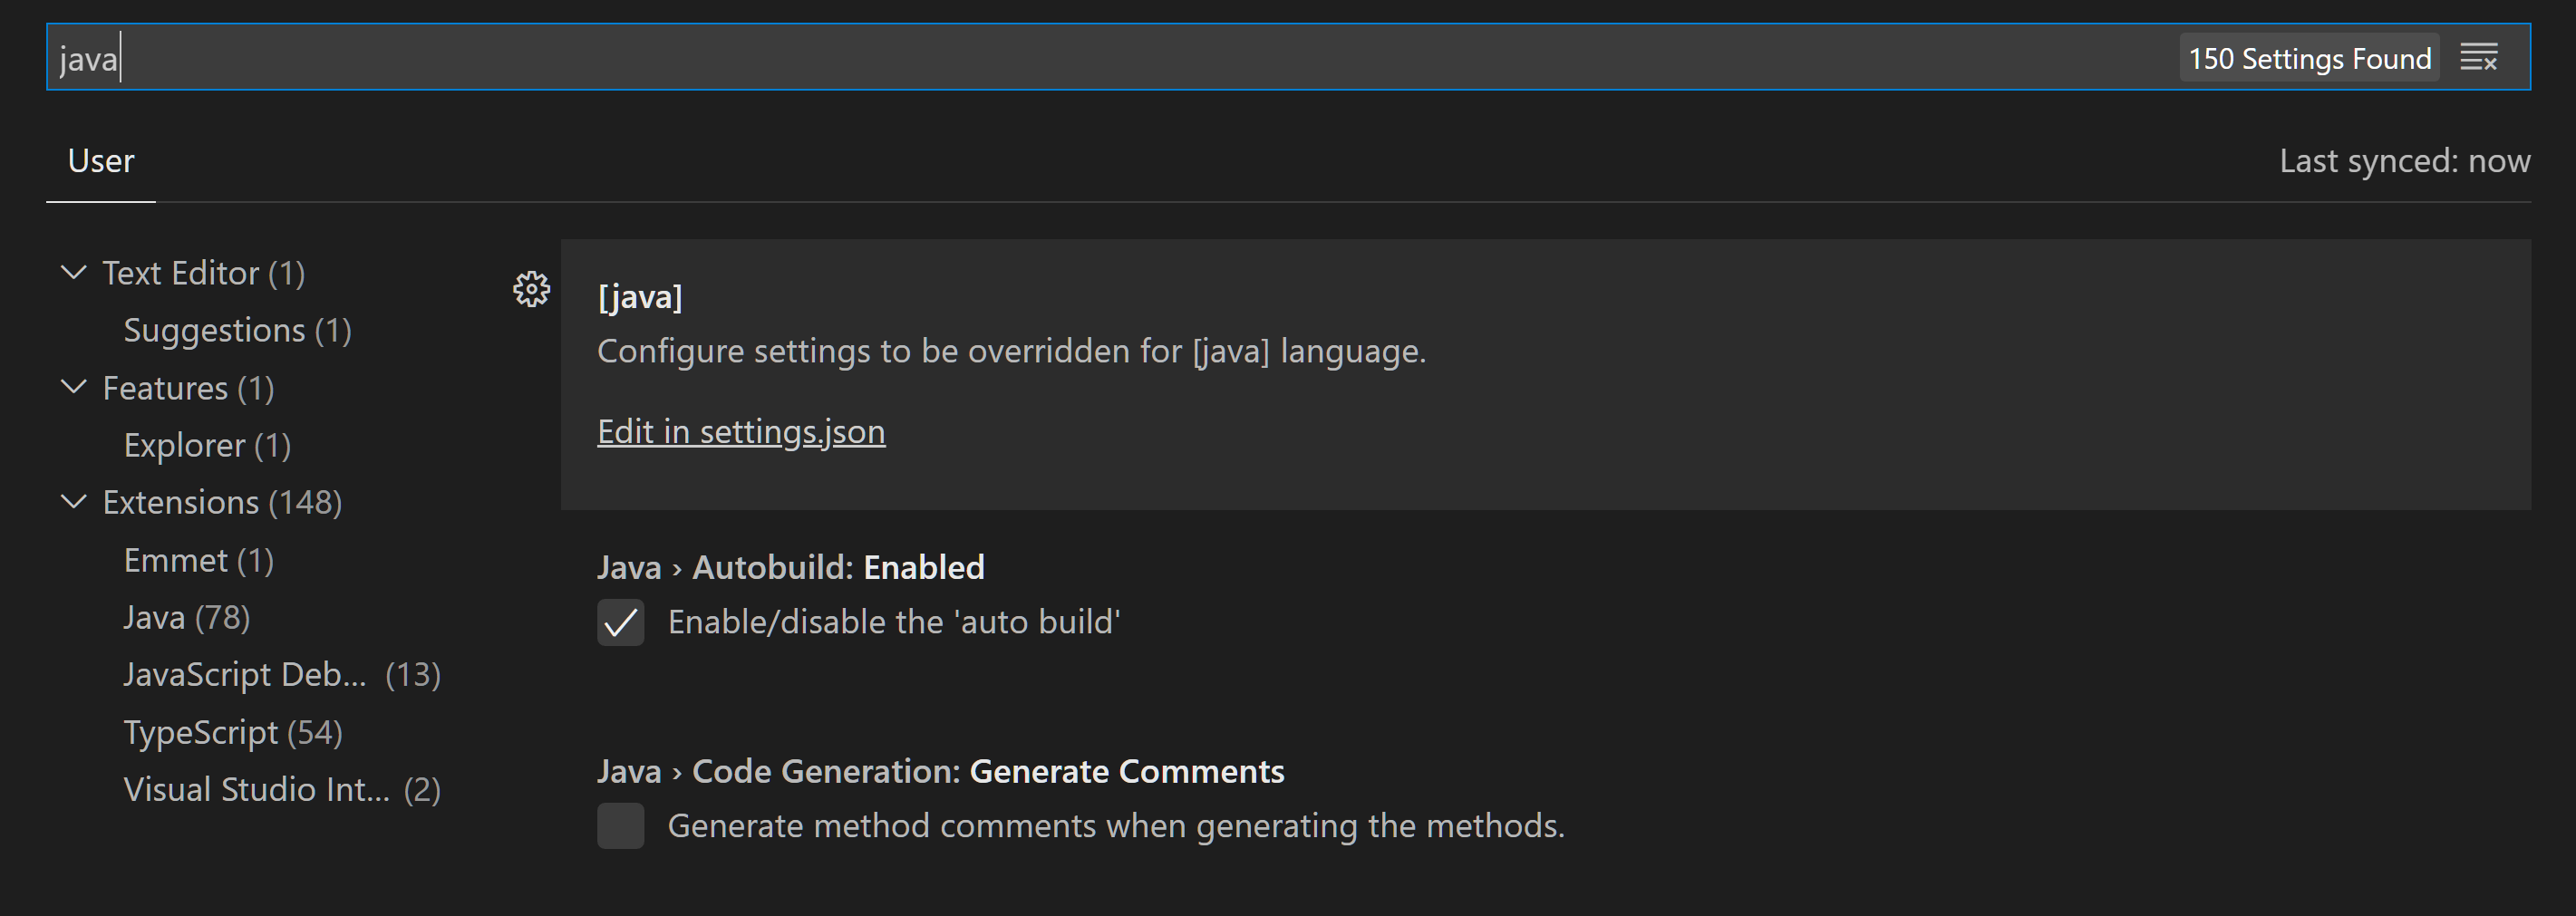 java
150 Settings Found
User
Last synced: now
Text Editor (1)
Suggestions (1)
Features (1)
Explorer (1)
Extensions (148)
Emmet (1)
Java (78)
JavaScript Deb... (13)
TypeScript (54)
Visual Studio Int... (2)
[java]
Configure settings to be overridden for [java] language.
Edit in settings.json
Java › Autobuild: Enabled
Enable/disable the 'auto build'
Java › Code Generation: Generate Comments
Generate method comments when generating the methods.